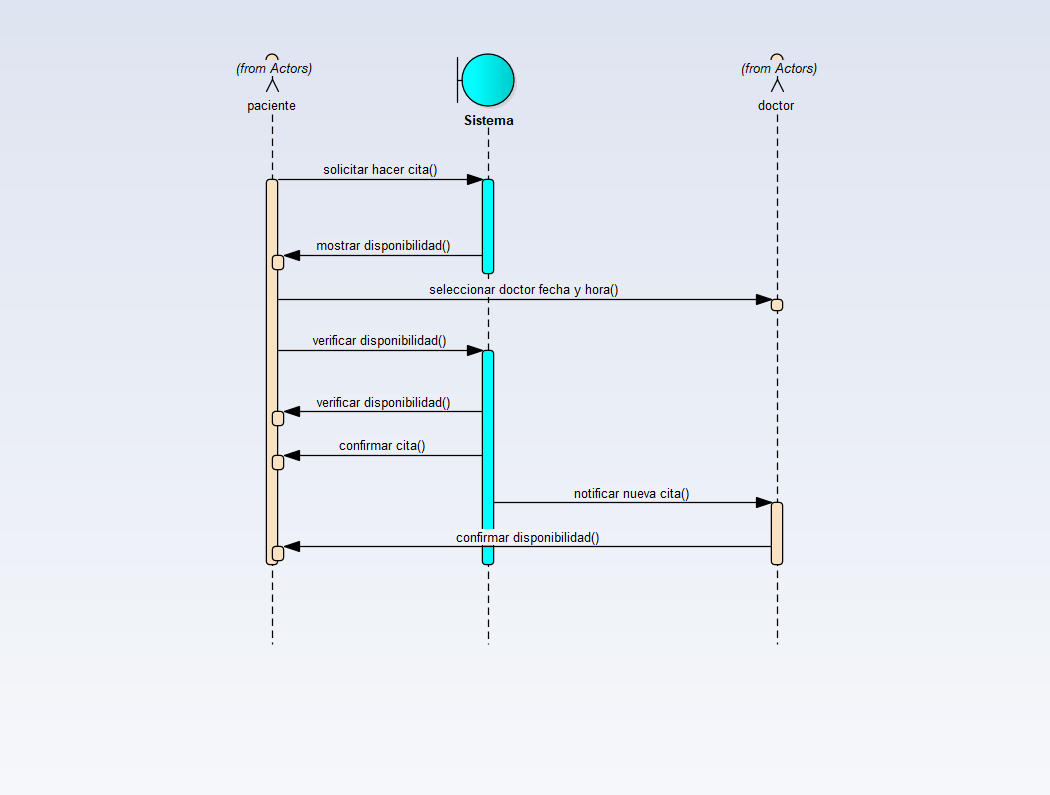 (from Actors)
(from Actors)
paciente
doctor
Sistema
solicitar hacer cita()
mostrar disponibilidad()
seleccionar doctor fecha y hora()
verificar disponibilidad()
verificar disponibilidad()
confirmar cita()
notificar nueva cita()
confirmar disponibilidad()